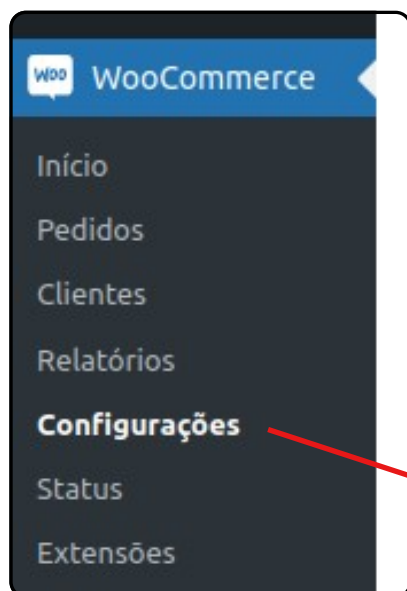 Woo WooCommerce
Início
Pedidos
Clientes
Relatórios
Configurações
Status
Extensões